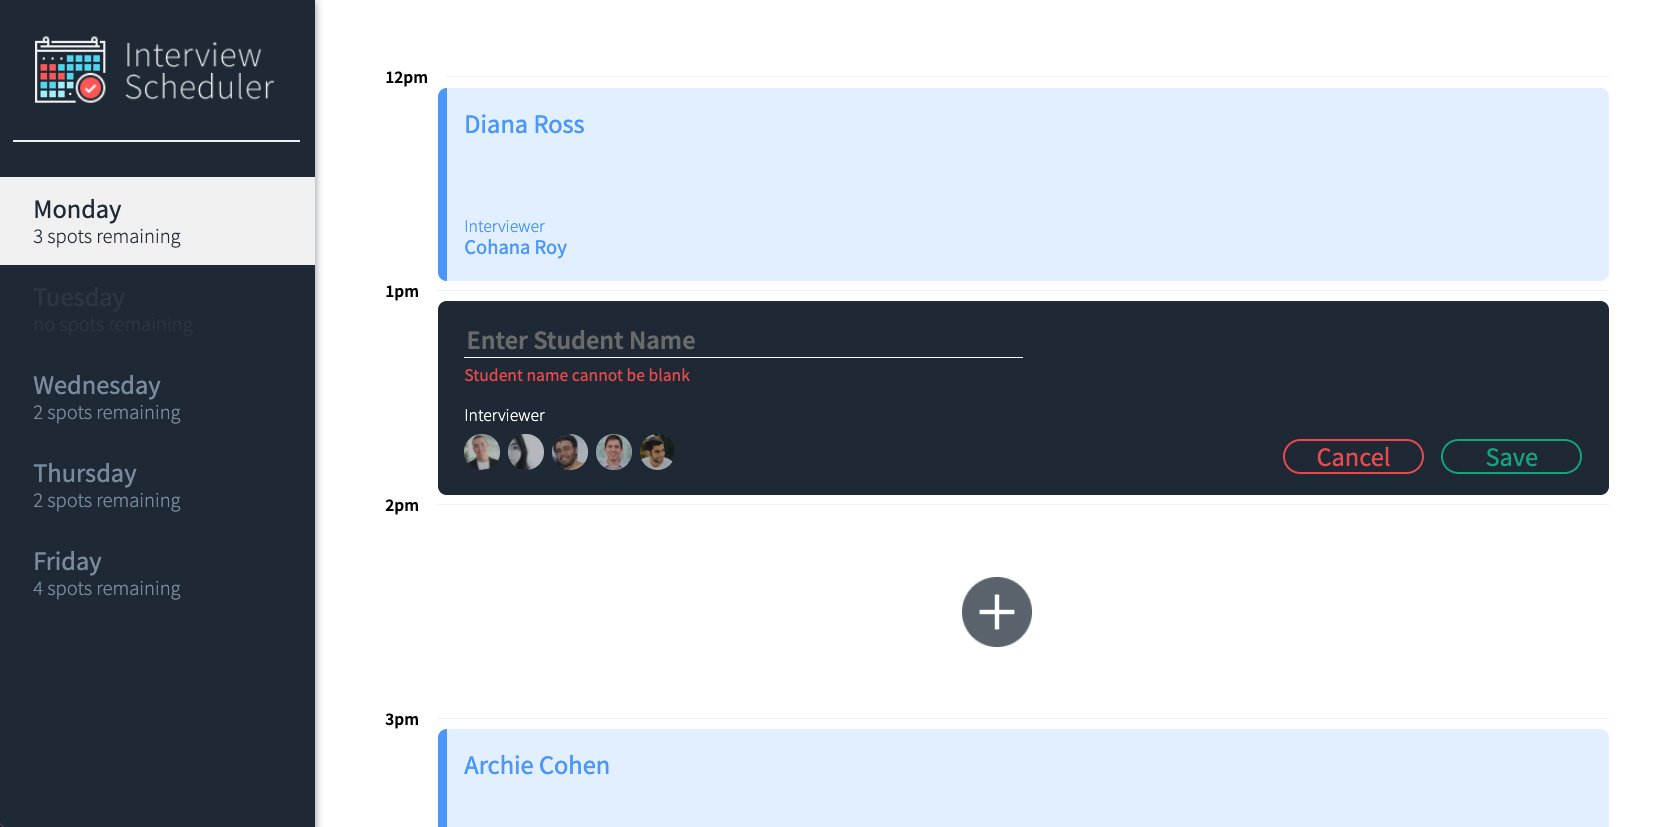 Interview
Scheduler
Monday
3 spots remaining
Tuesday
no spots remaining
Wednesday
2 spots remaining
Thursday
2 spots remaining
Friday
4 spots remaining
12pm
Diana Ross
Interviewer
Cohana Roy
1pm
Enter Student Name
Student name cannot be blank
Interviewer
Cancel
Save
2pm
3pm
Archie Cohen